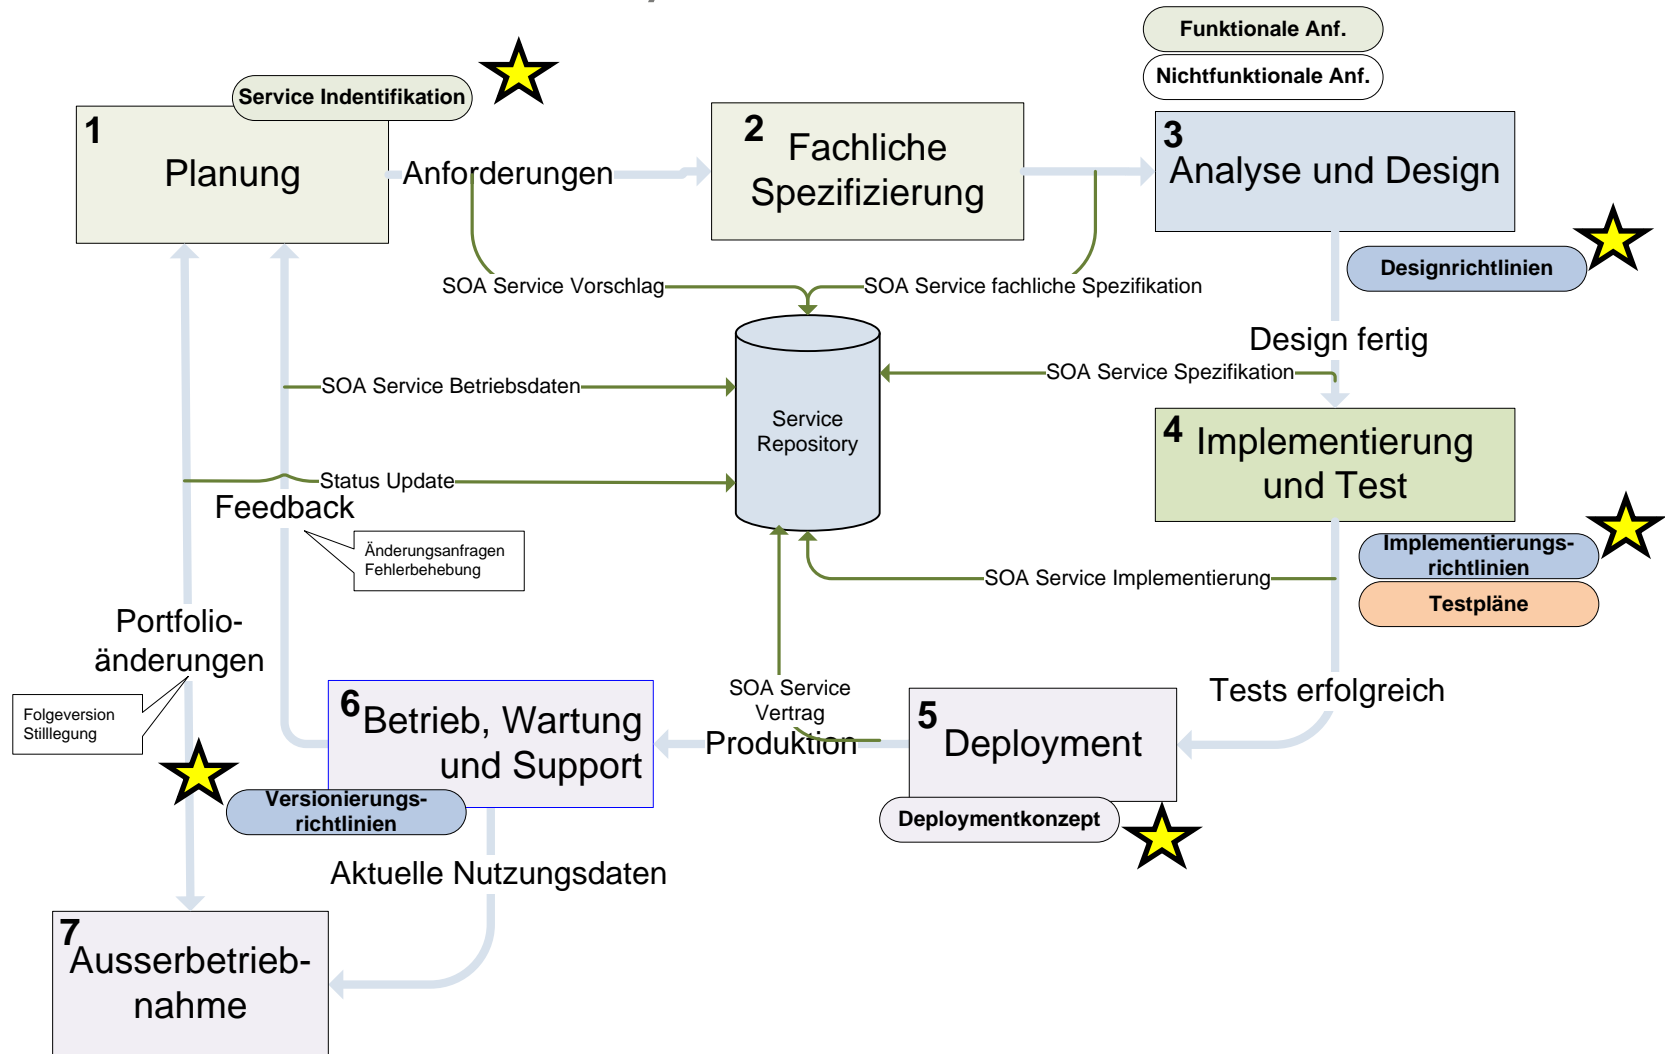 Funktionale Anf.
Nichtfunktionale Anf.
Service Indentifikation
1
Planung
Anforderungen
2
Fachliche
Spezifizierung
3
Analyse und Design
Designrichtlinien
SOA Service Vorschlag
SOA Service fachliche Spezifikation
Design fertig
SOA Service Betriebsdaten
SOA Service Spezifikation
Service
Repository
4
Implementierung
und Test
Status Update
Feedback
Änderungsanfragen
Fehlerbehebung
Implementierungs-
richtlinien
Testpläne
SOA Service Implementierung
Portfolio-
änderungen
Folgeversion
Stilllegung
SOA Service
Vertrag
Tests erfolgreich
5
Deployment
Produktion
6
Betrieb, Wartung
und Support
Versionierungs-
richtlinien
Deploymentkonzept
Aktuelle Nutzungsdaten
7
Ausserbetrieb-
nahme